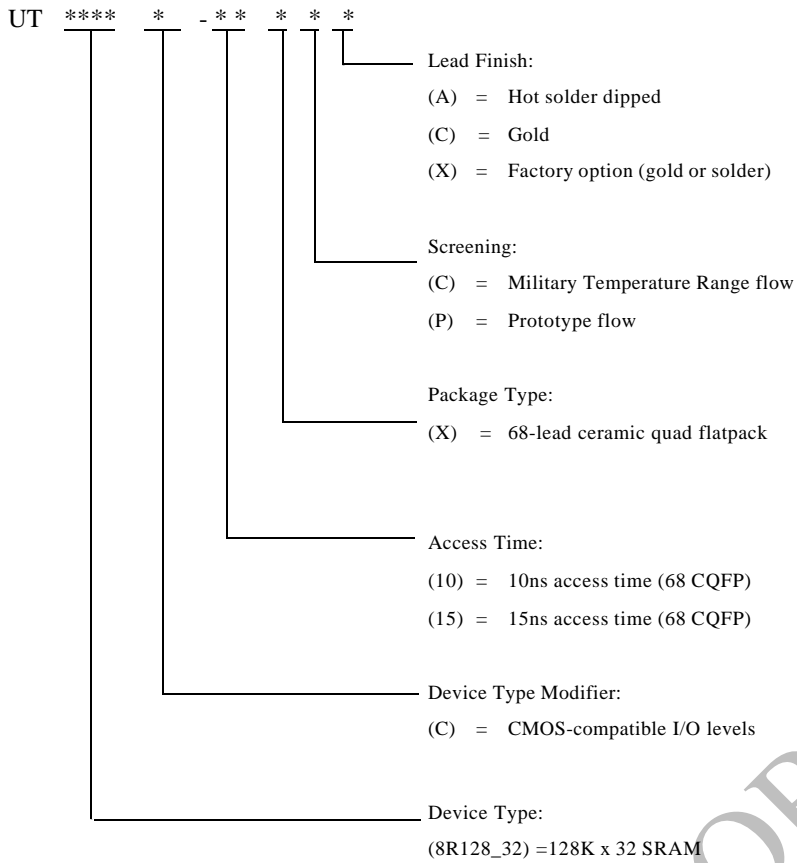 UT **** * - * * * * *
Lead Finish:
(A) = Hot solder dipped
(C) = Gold
(X) = Factory option (gold or solder)
Screening:
(C) = Military Temperature Range flow
(P) = Prototype flow
Package Type:
(X) = 68-lead ceramic quad flatpack
Access Time:
(10) = 10ns access time (68 CQFP)
(15) = 15ns access time (68 CQFP)
Device Type Modifier:
(C) = CMOS-compatible I/O levels
Device Type:
(8R128_32) =128K x 32 SRAM